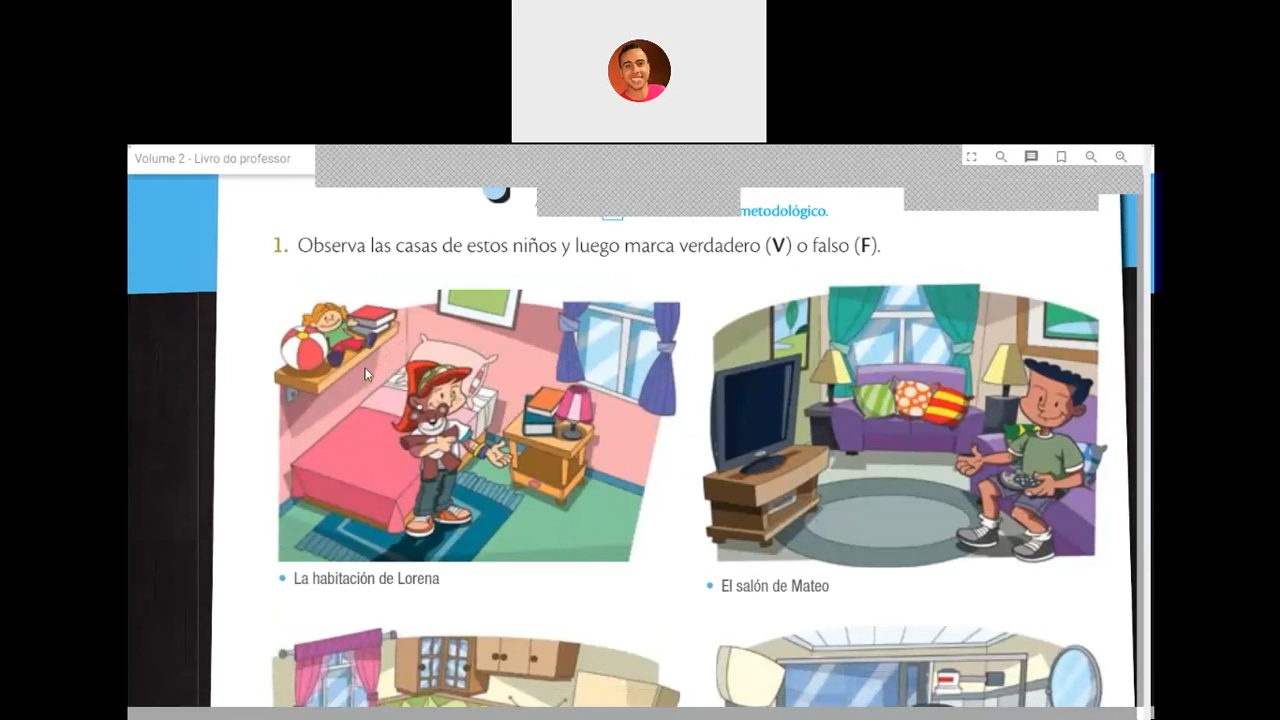 Volume 2 - Livro do professor
metodológico.
1. Observa las casas de estos niños y luego marca verdadero (V) o falso (F).
• La habitación de Lorena
• El salón de Mateo